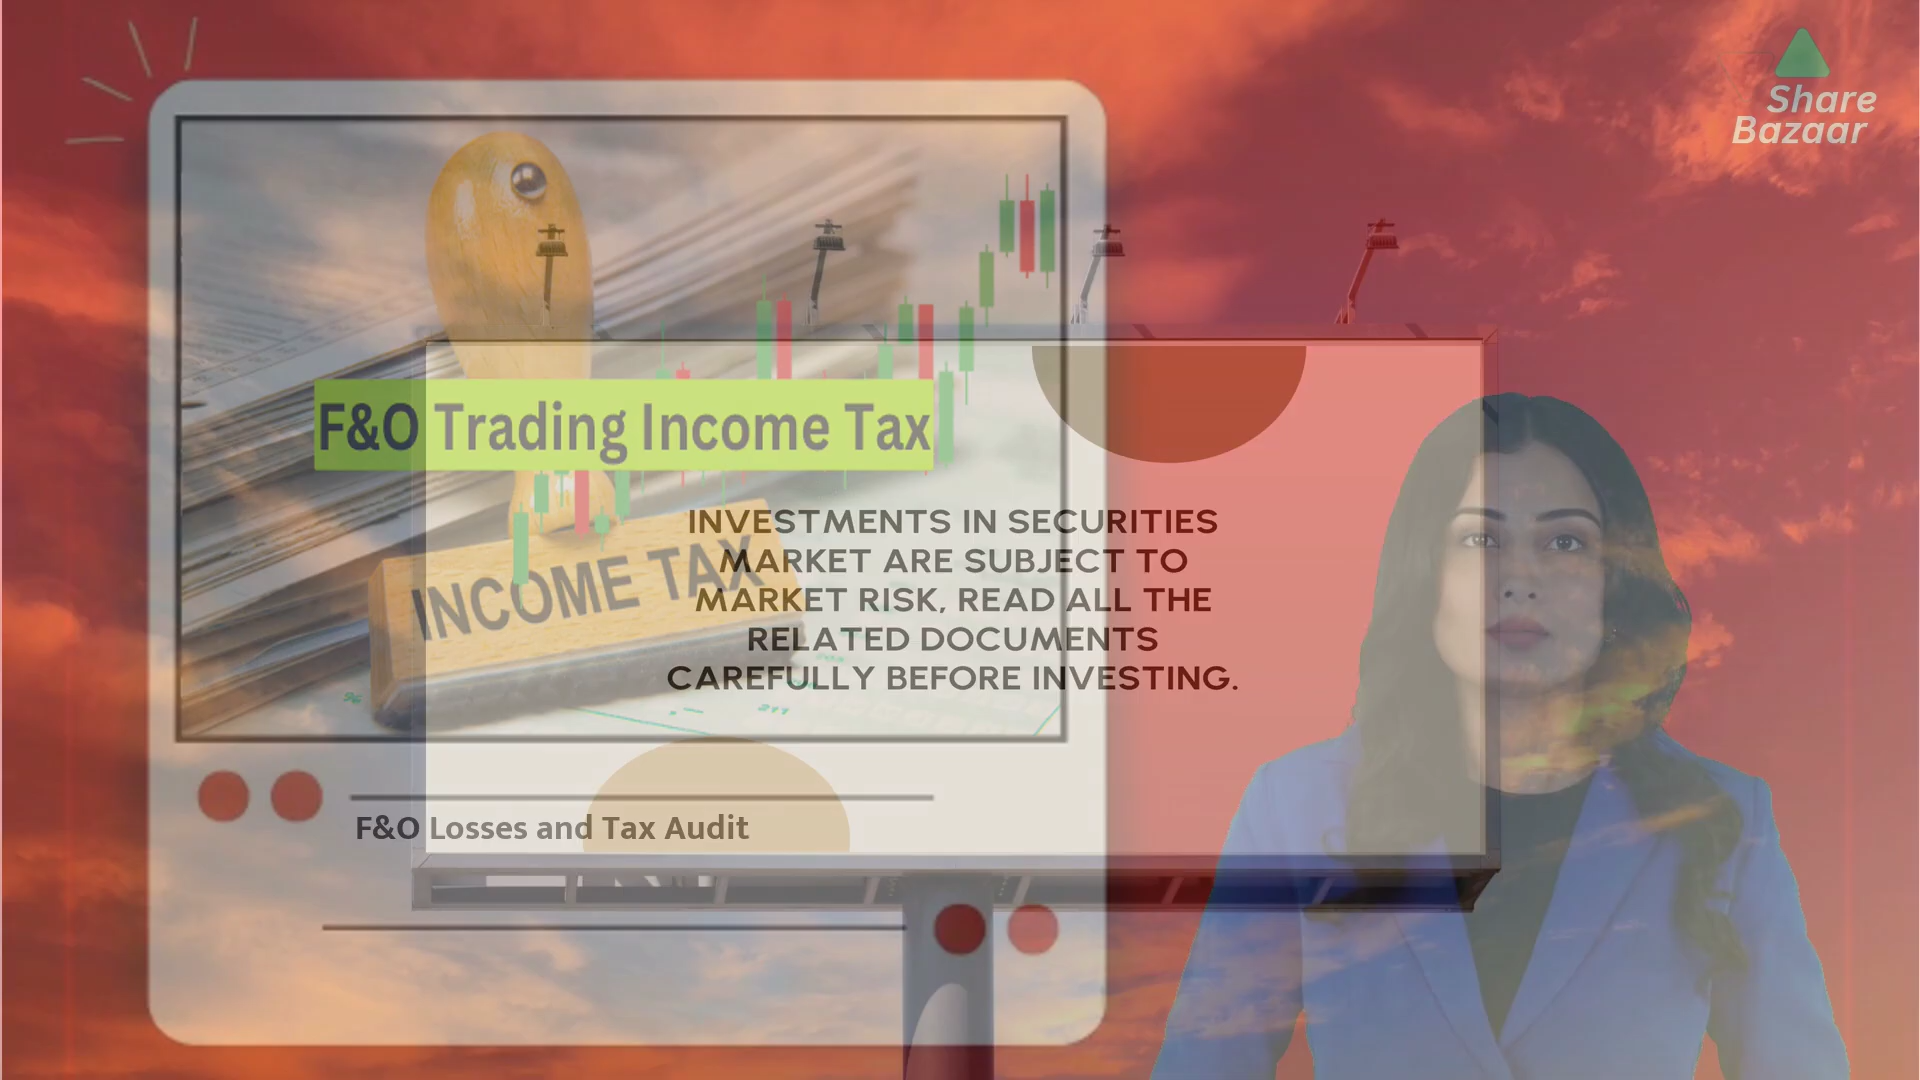 Share
Bazaar
F&O Trading Income Tax
INVESTMENTS IN SECURITIES
MARKET ARE SUBJECT TO
MARKET RISK, READ ALL THE
RELATED DOCUMENTS
CAREFULLY BEFORE INVESTING.
INCOME TAX
F&O Losses and Tax Audit